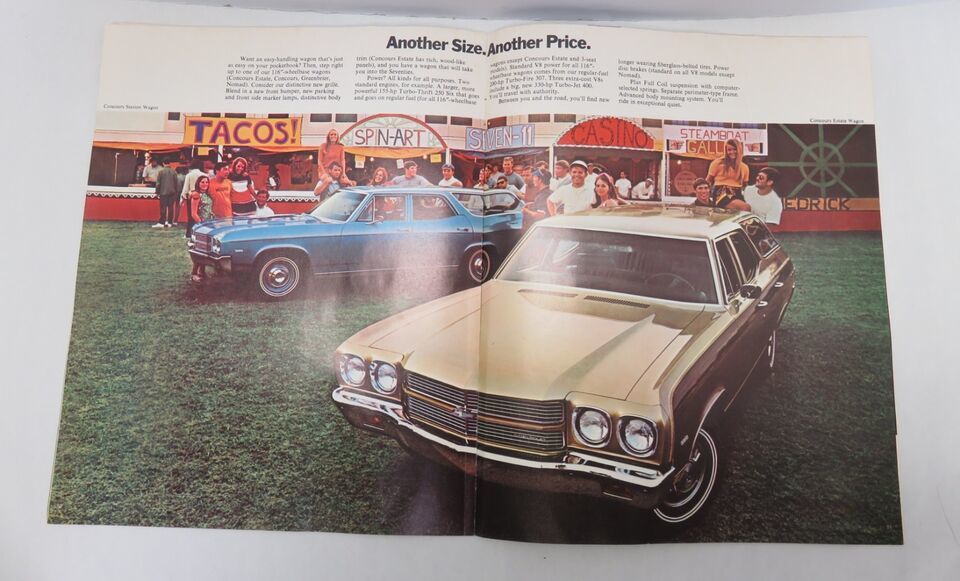 Another Size. Another Price.
Want an easy-handling wagon that's just
as easy on your pocketbook? Then, step right
up to one of our 116"-wheelbase wagons
(Concours Estate, Concours, Greenbrier,
Nomad). Consider our distinctive new grille.
Blend in a new front bumper, new parking
and front side marker lamps, distinctive body
trim (Concours Estate has rich, wood-like
panels), and you have a wagon that will take
you into the Seventies.
Power? All kinds for all purposes. Two
standard engines, for example. A larger, more
powerful 155-hp Turbo-Thrift 250 Six that goes
and goes on regular fuel (for all 116"-wheelbase
wagons except Concours Estate and 3-seat
models). Standard V8 power for all 116"-
wheelbase wagons comes from our regular-fuel
Turbo-Fire 307. Three extra-cost V8s
include a big, new 330-hp Turbo-Jet 400.
You'll travel with authority.
Between you and the road, you'll find new
longer wearing fiberglass-belted tires. Power
disc brakes (standard on all V8 models except
Nomad).
Plus Full Coil suspension with computer-
selected springs. Separate perimeter-type frame.
Advanced body mounting system. You'll
ride in exceptional quiet.
Concours Station Wagon
Concours Estate Wagon
TACOS!
SPIN-ART
SEVEN-11
CASINO
STEAMBOAT
GALLEY
EDRICK